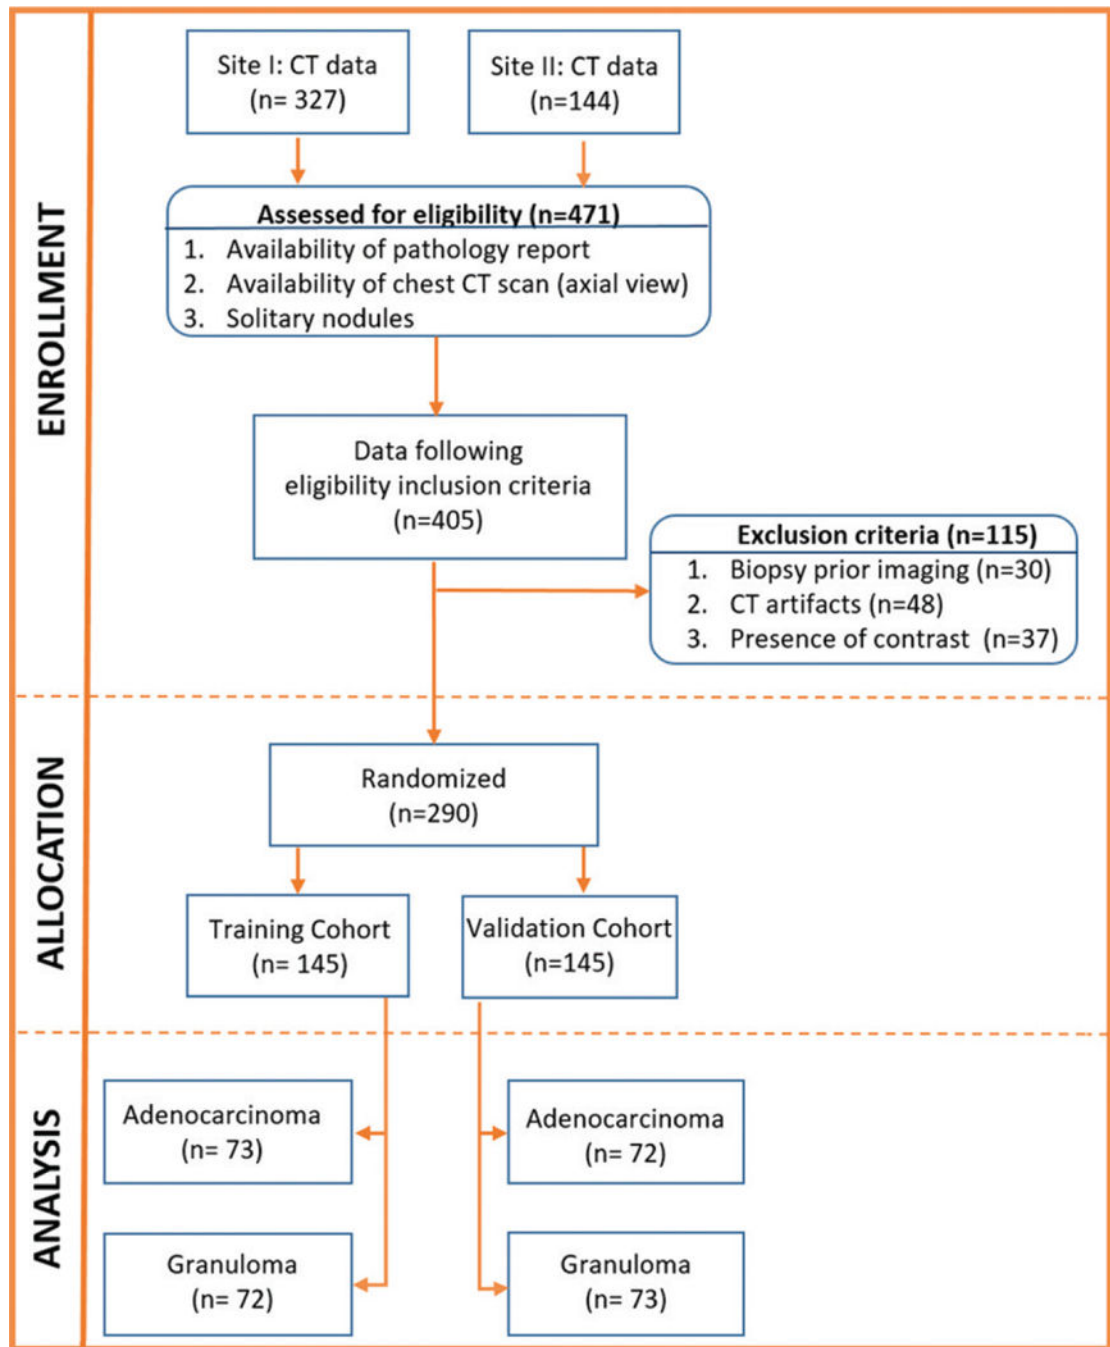 ENROLLMENT
Site I: CT data
(n= 327)
Site II: CT data
(n=144)
Assessed for eligibility (n=471)
1. Availability of pathology report
2. Availability of chest CT scan (axial view)
3. Solitary nodules
Data following
eligibility inclusion criteria
(n=405)
Exclusion criteria (n=115)
1. Biopsy prior imaging (n=30)
2. CT artifacts (n=48)
3. Presence of contrast (n=37)
ALLOCATION
Randomized
(n=290)
Training Cohort
(n= 145)
Validation Cohort
(n=145)
ANALYSIS
Adenocarcinoma
(n= 73)
Adenocarcinoma
(n= 72)
Granuloma
(n= 72)
Granuloma
(n= 73)